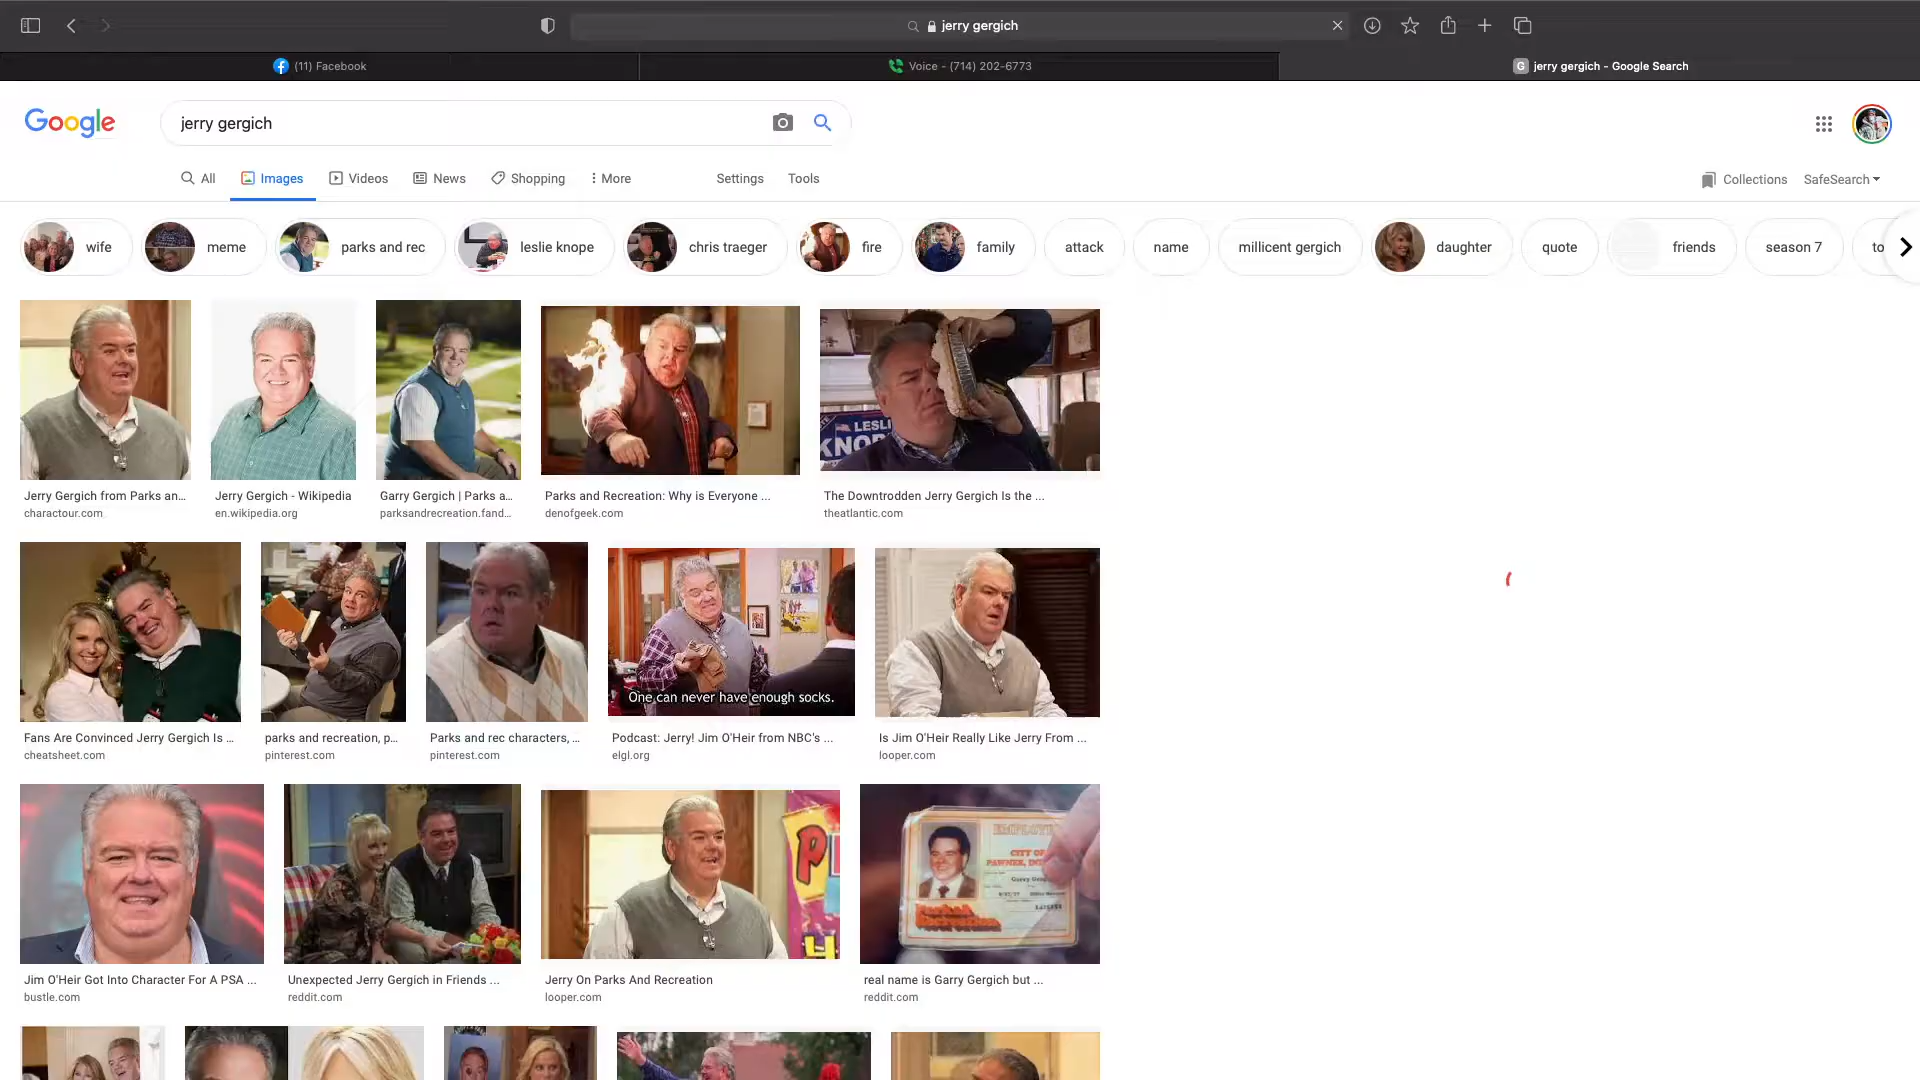 jerry gergich
(11) Facebook
Voice - (714) 202-6773
G jerry gergich - Google Search
Google
jerry gergich
All
Images
Videos
News
Shopping
More
Settings
Tools
Collections
SafeSearch
wife
meme
parks and rec
leslie knope
chris traeger
fire
family
attack
name
millicent gergich
daughter
quote
friends
season 7
to
LESLI
KNOP
Jerry Gergich from Parks an...
charactour.com
Jerry Gergich - Wikipedia
en.wikipedia.org
Garry Gergich | Parks a...
parksandrecreation.fand...
Parks and Recreation: Why is Everyone ...
denofgeek.com
The Downtrodden Jerry Gergich Is the ...
theatlantic.com
One can never have enough socks.
Fans Are Convinced Jerry Gergich Is ...
cheatsheet.com
parks and recreation, p...
pinterest.com
Parks and rec characters, ...
pinterest.com
Podcast: Jerry! Jim O'Heir from NBC's ...
elgl.org
Is Jim O'Heir Really Like Jerry From ...
looper.com
P
H
EMPLOYE
CITY OF
PAWNEE, IND
Jim O'Heir Got Into Character For A PSA ...
bustle.com
Unexpected Jerry Gergich in Friends ...
reddit.com
Jerry On Parks And Recreation
looper.com
real name is Garry Gergich but ...
reddit.com